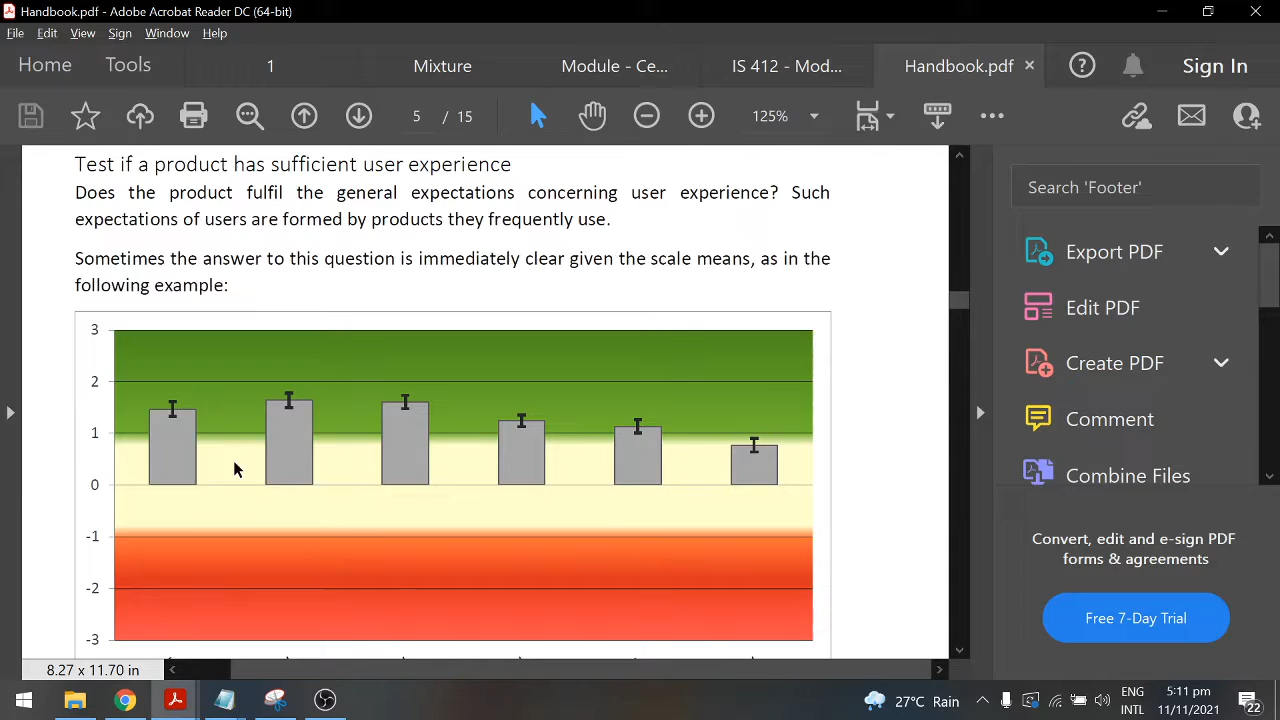 Handbook.pdf - Adobe Acrobat Reader DC (64-bit)
File Edit View Sign Window Help
Home Tools 1 Mixture Module - Ce... IS 412 - Mod... Handbook.pdf × Sign In
5 / 15 125%
Test if a product has sufficient user experience
Does the product fulfil the general expectations concerning user experience? Such
expectations of users are formed by products they frequently use.
Sometimes the answer to this question is immediately clear given the scale means, as in the
following example:
3
2
1
0
-1
-2
-3
8.27 x 11.70 in
Search 'Footer'
Export PDF
Edit PDF
Create PDF
Comment
Combine Files
Convert, edit and e-sign PDF
forms & agreements
Free 7-Day Trial
27°C Rain
ENG
INTL
5:11 pm
11/11/2021
22